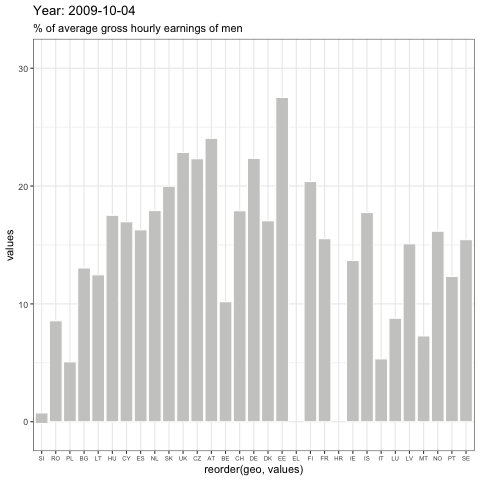 Year: 2009-10-04
% of average gross hourly earnings of men
30
20
10
0
values
SI RO PL BG LT HU CY ES NL SK UK CZ AT BE CH DE DK EE EL FI FR HR IE IS IT LU LV MT NO PT SE
reorder(geo, values)